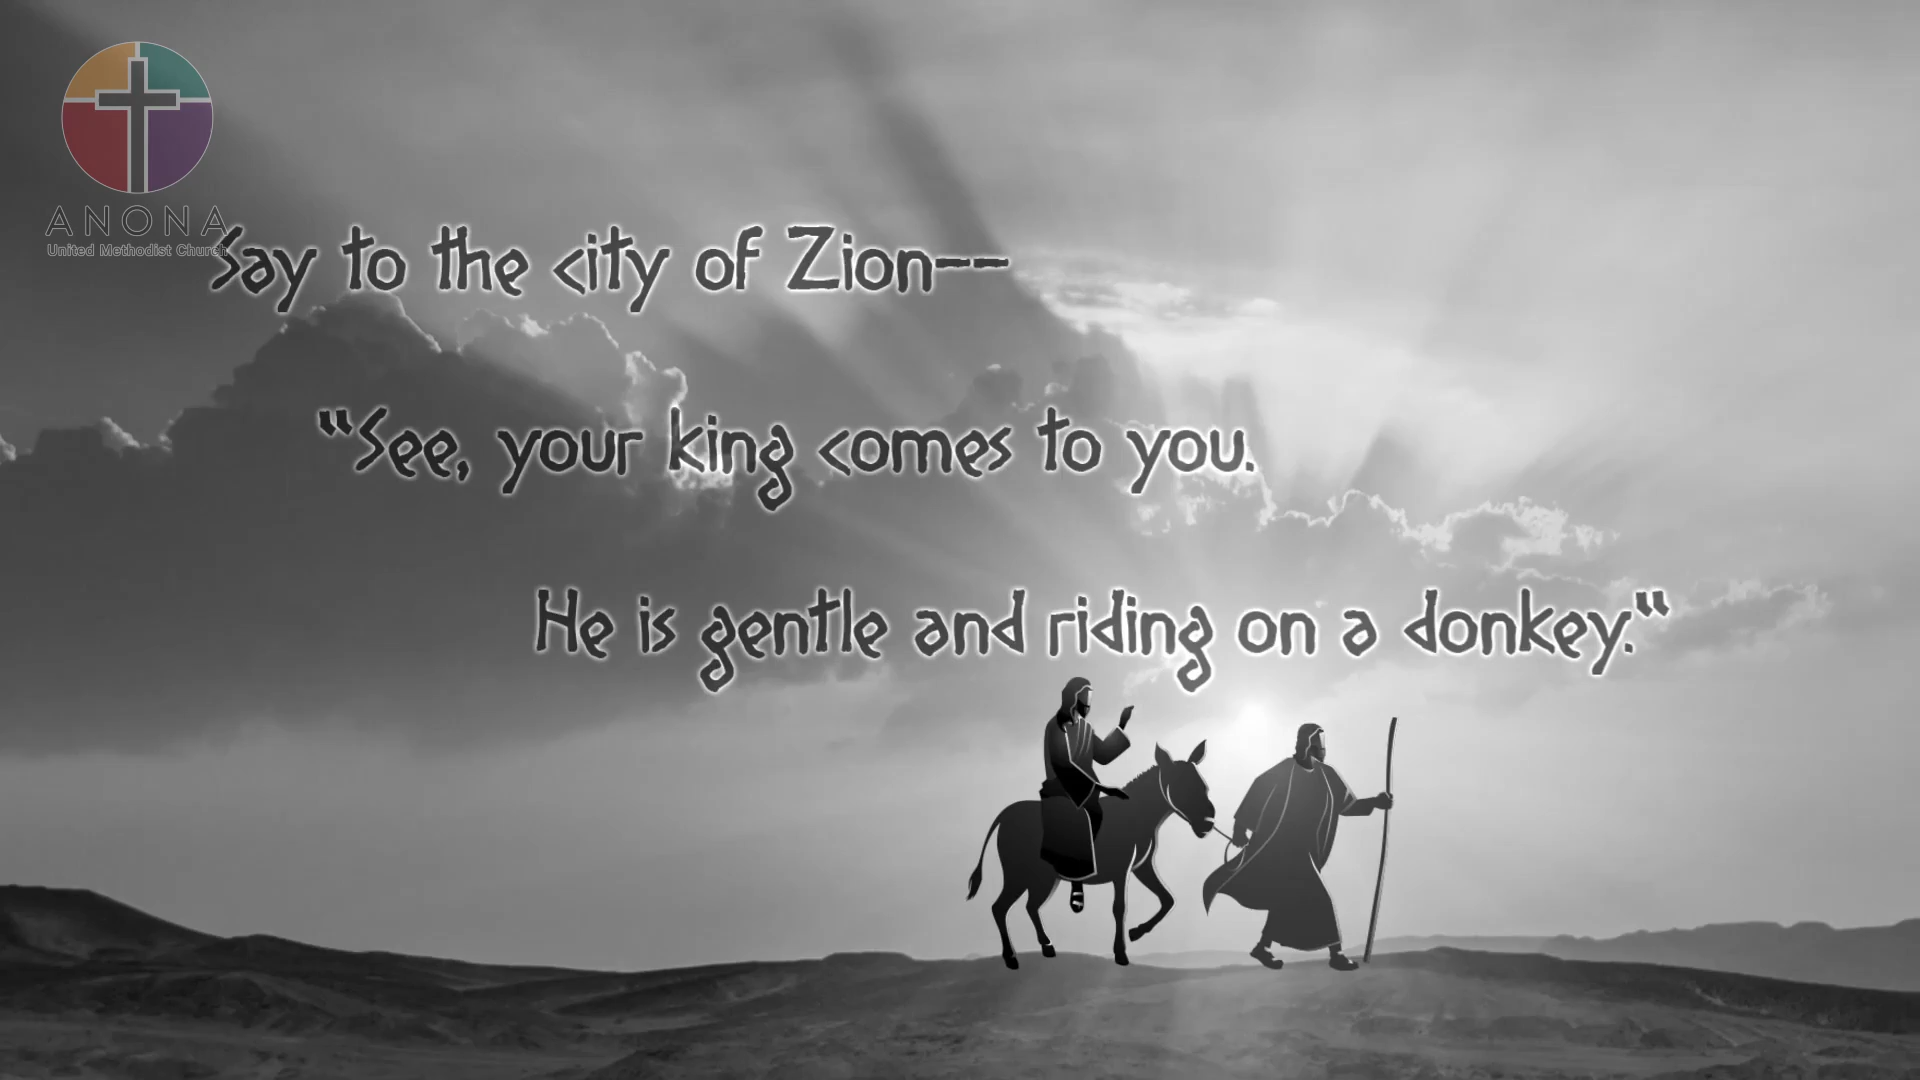 ANONA
United Methodist Church
Say to the city of Zion--
"See, your king comes to you.
He is gentle and riding on a donkey."